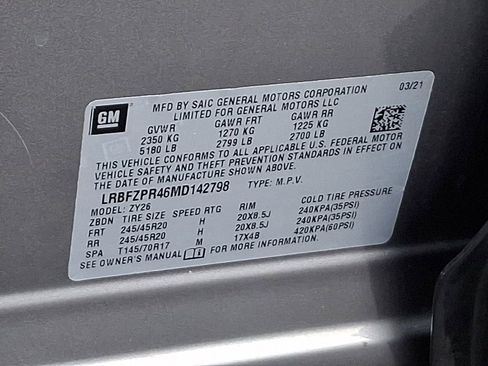 GM
MFD BY SAIC GENERAL MOTORS CORPORATION 03/21
LIMITED FOR GENERAL MOTORS LLC
GVWR GAWR FRT GAWR RR
2350 KG 1270 KG 1225 KG
5180 LB 2799 LB 2700 LB
THIS VEHICLE CONFORMS TO ALL APPLICABLE U.S. FEDERAL MOTOR
VEHICLE SAFETY AND THEFT PREVENTION STANDARDS IN EFFECT
ON THE DATE OF MANUFACTURE SHOWN ABOVE.
LRBFZPR46MD142798 TYPE: M.P.V.
MODEL: ZY26
ZBDN TIRE SIZE SPEED RTG RIM COLD TIRE PRESSURE
FRT 245/45R20 H 20X8.5J 240KPA(35PSI)
RR 245/45R20 H 20X8.5J 240KPA(35PSI)
SPA T145/70R17 M 17X4B 420KPA(60PSI)
SEE OWNER'S MANUAL FOR MORE INFORMATION.